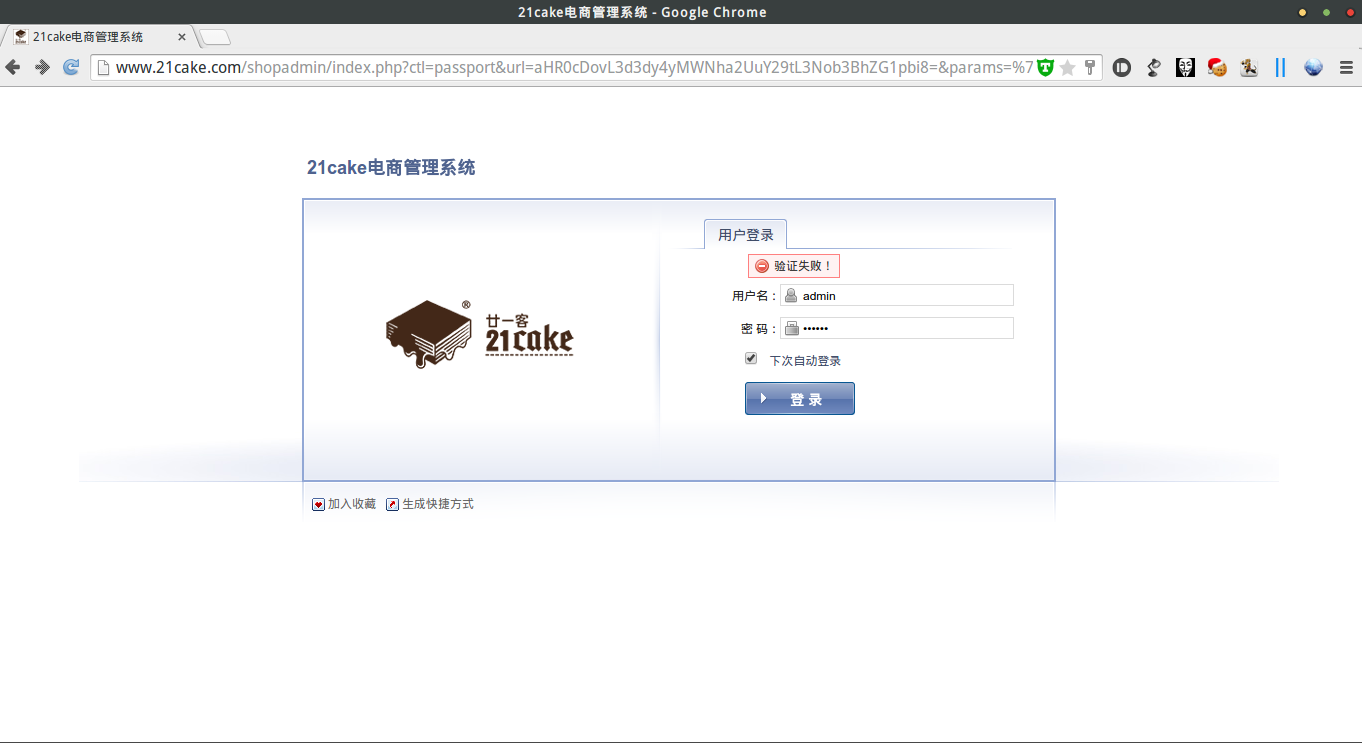 21cake电商管理系统 - Google Chrome
21cake电商管理系统
www.21cake.com/shopadmin/index.php?ctl=passport&url=aHR0cDovL3d3dy4yMWNha2UuY29tL3Nob3BhZG1pbi8=&params=%7
21cake电商管理系统
用户登录
验证失败！
用户名：admin
密 码：••••••
下次自动登录
登 录
®
廿一客
21cake
加入收藏 生成快捷方式